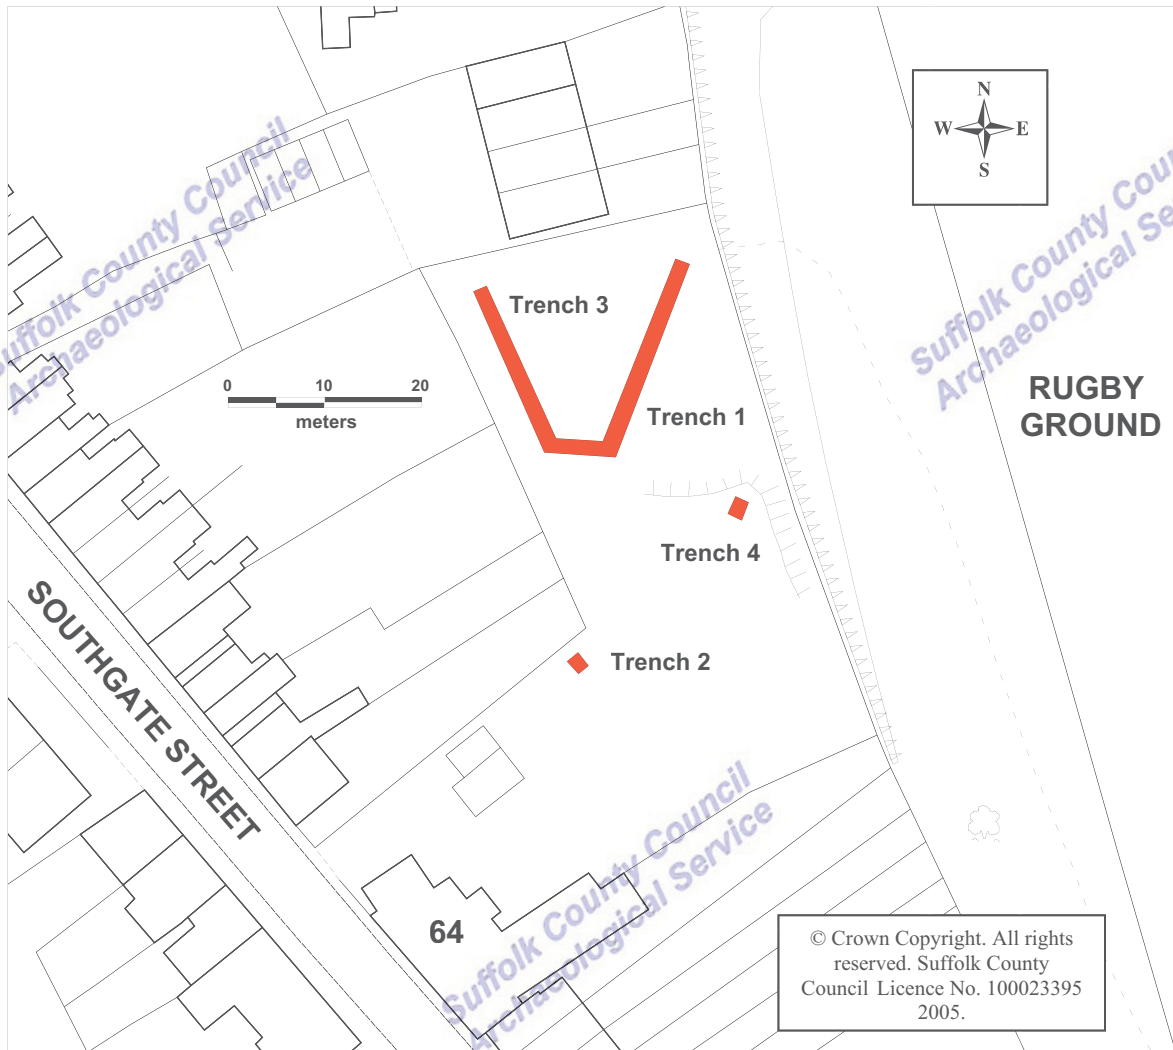 Suffolk County Council
Archaeological Service
N
W E
S
Suffolk County Cou
Archaeological Se
Trench 3
RUGBY
GROUND
0 10 20
meters
Trench 1
Trench 4
SOUTHGATE STREET
Trench 2
Suffolk County Council
Archaeological Service
64
© Crown Copyright. All rights
reserved. Suffolk County
Council Licence No. 100023395
2005.